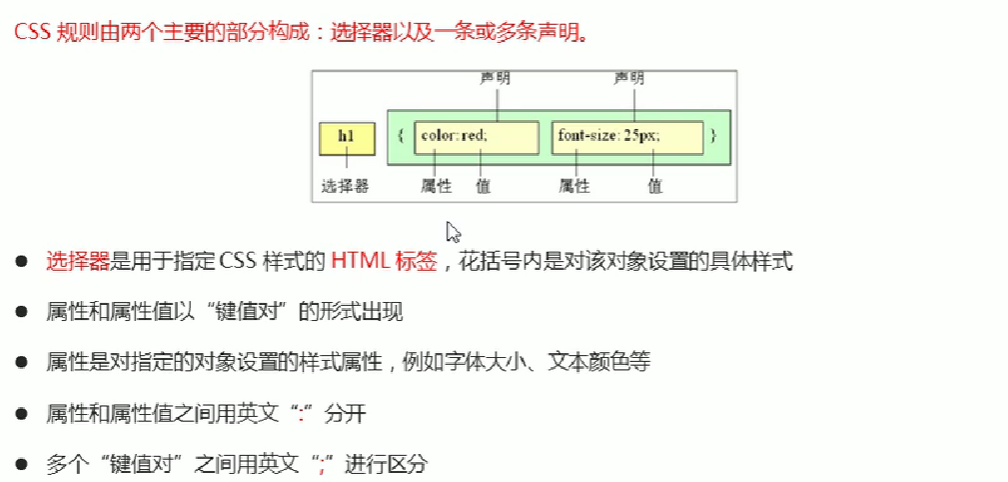 CSS 规则由两个主要的部分构成：选择器以及一条或多条声明。
声明 声明
h1 { color: red; font-size: 25px; }
选择器 属性 值 属性 值
● 选择器是用于指定 CSS 样式的 HTML 标签，花括号内是对该对象设置的具体样式
● 属性和属性值以“键值对”的形式出现
● 属性是对指定的对象设置的样式属性，例如字体大小、文本颜色等
● 属性和属性值之间用英文“:”分开
● 多个“键值对”之间用英文“;”进行区分